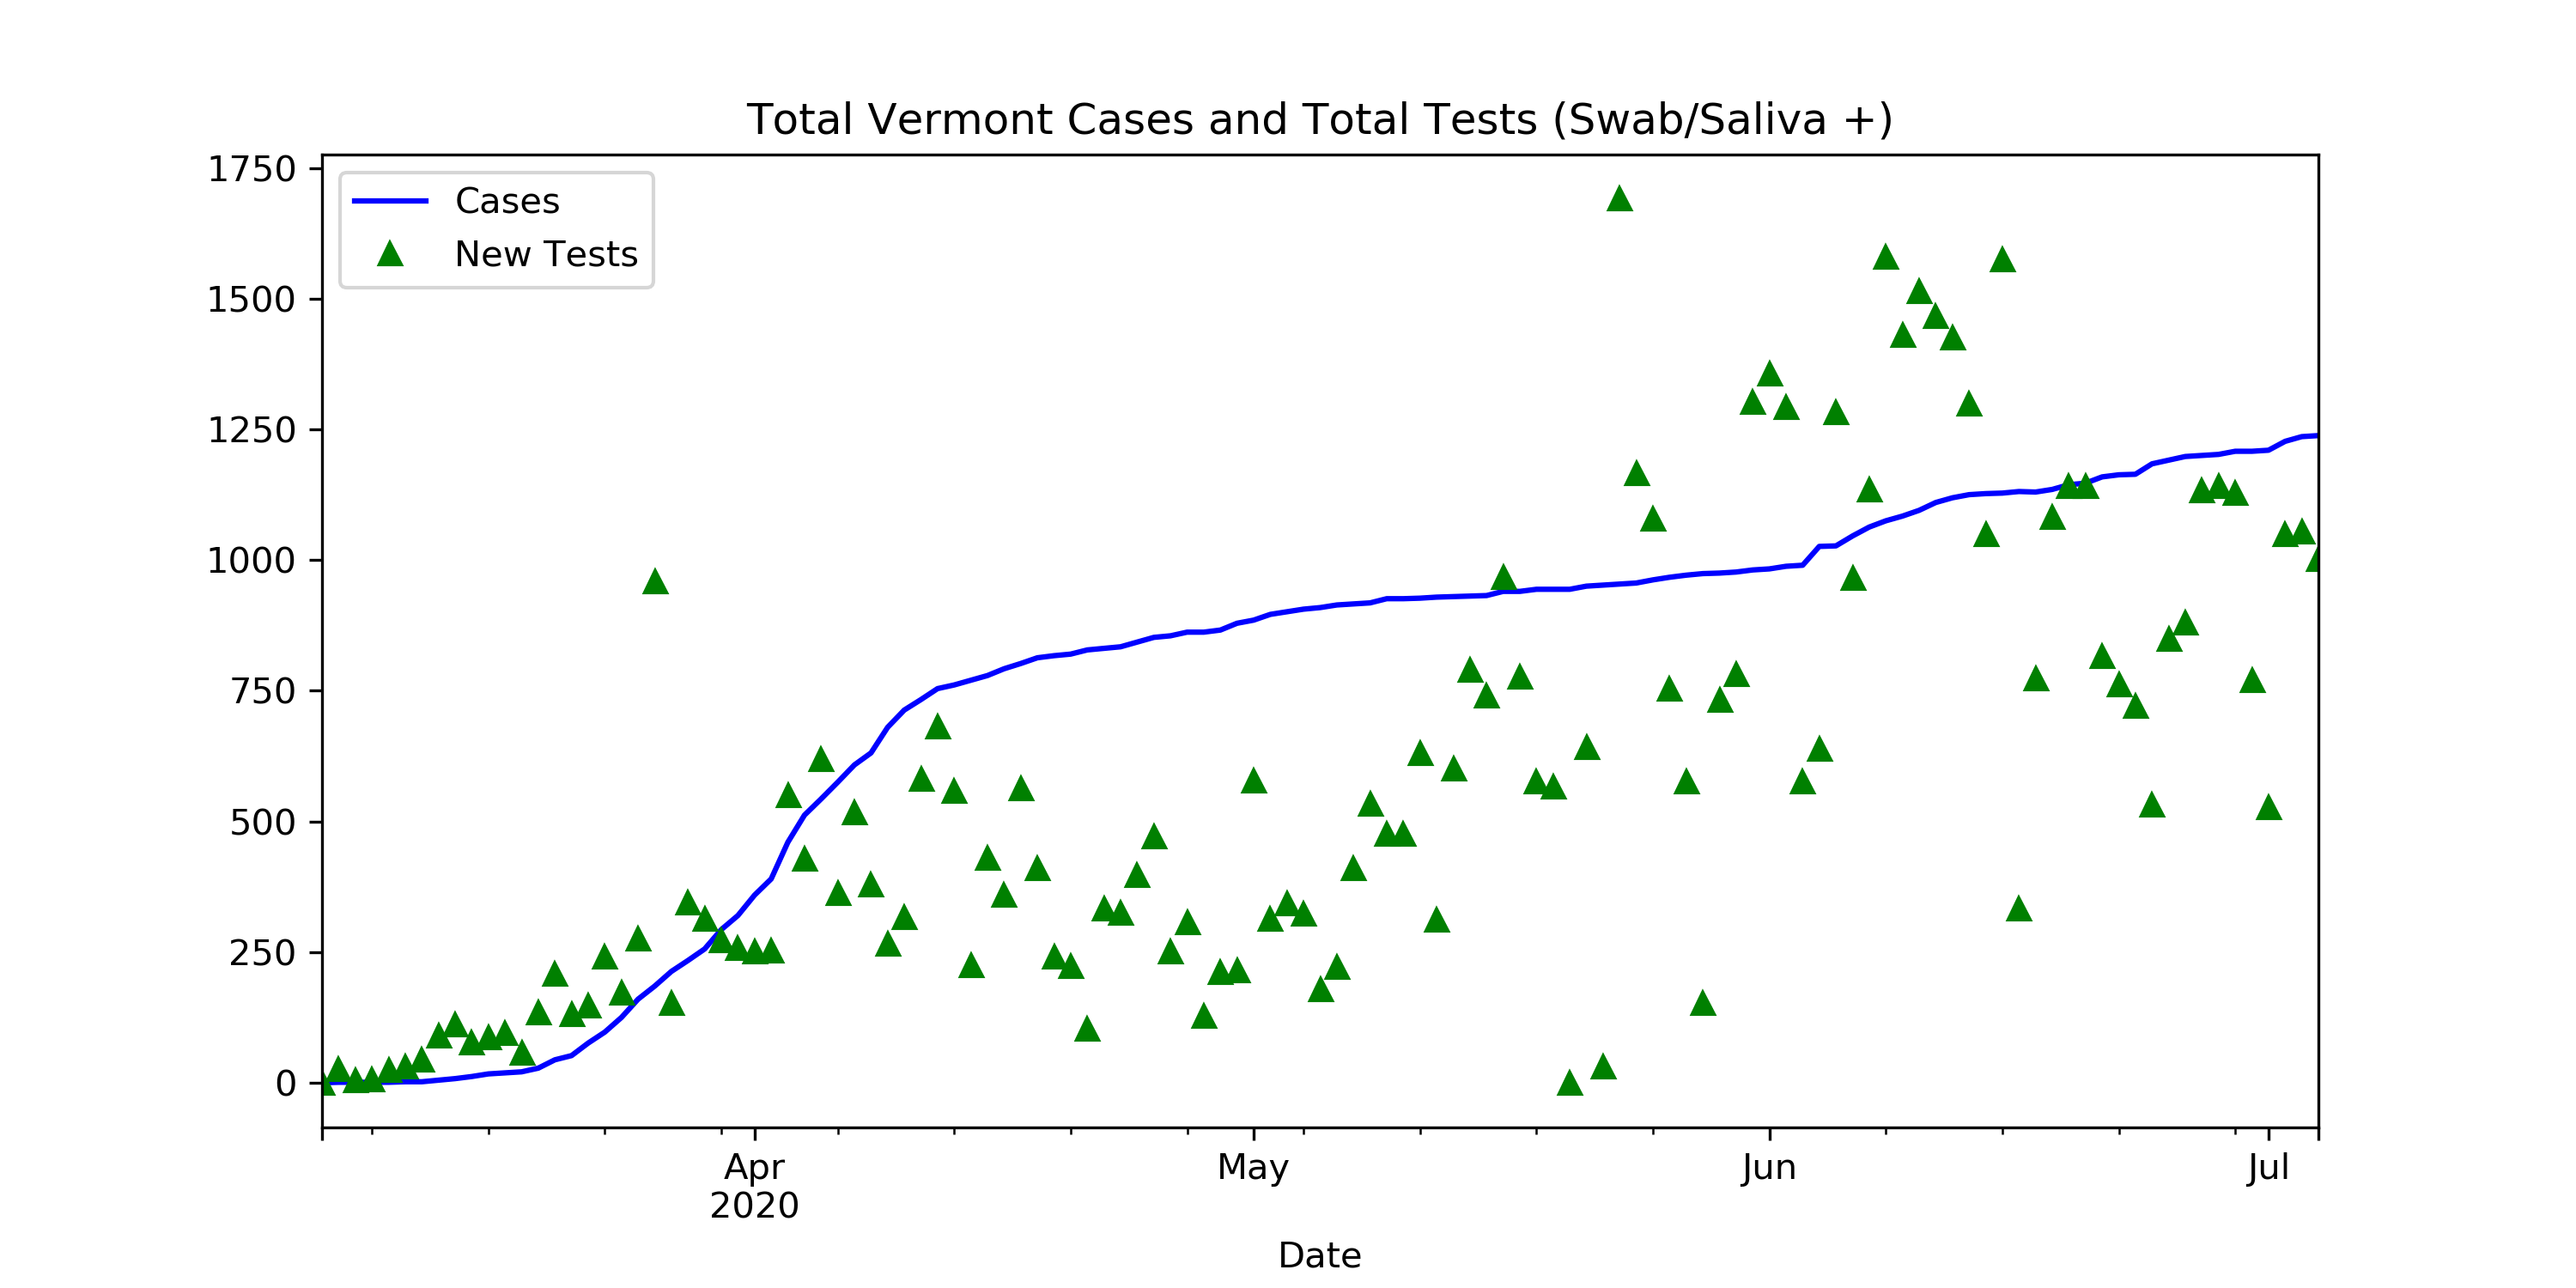 Total Vermont Cases and Total Tests (Swab/Saliva +)
1750
1500
1250
1000
750
500
250
0
Cases
New Tests
Apr
2020
May
Jun
Jul
Date